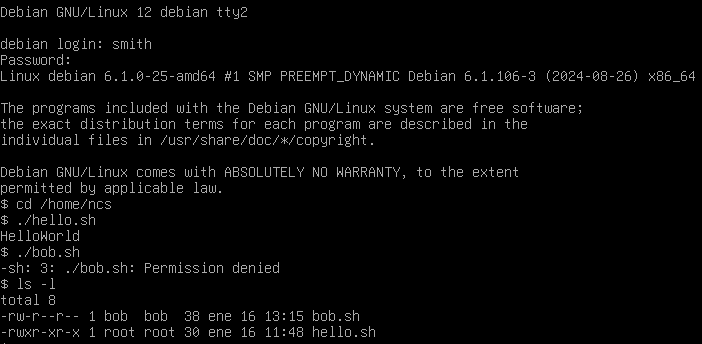 Debian GNU/Linux 12 debian tty2
debian login: smith
Password:
Linux debian 6.1.0-25-amd64 #1 SMP PREEMPT_DYNAMIC Debian 6.1.106-3 (2024-08-26) x86_64
The programs included with the Debian GNU/Linux system are free software;
the exact distribution terms for each program are described in the
individual files in /usr/share/doc/*/copyright.
Debian GNU/Linux comes with ABSOLUTELY NO WARRANTY, to the extent
permitted by applicable law.
$ cd /home/ncs
$ ./hello.sh
HelloWorld
$ ./bob.sh
-sh: 3: ./bob.sh: Permission denied
$ ls -l
total 8
-rw-r--r-- 1 bob  bob  38 ene 16 13:15 bob.sh
-rwxr-xr-x 1 root root 30 ene 16 11:48 hello.sh